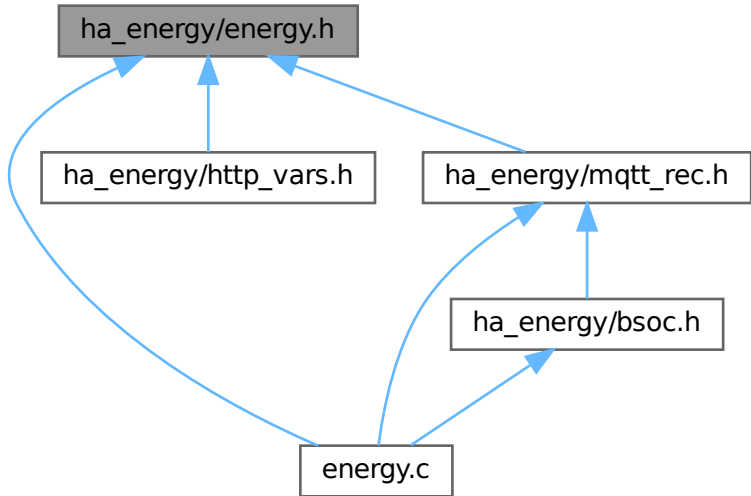 ha_energy/energy.h
ha_energy/http_vars.h
ha_energy/mqtt_rec.h
ha_energy/bsoc.h
energy.c